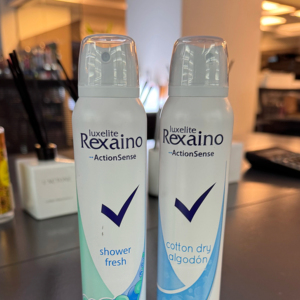 luxelite
Rexaino
ActionSense
shower
fresh
luxelite
Rexaino
ActionSense
cotton dry
algodón